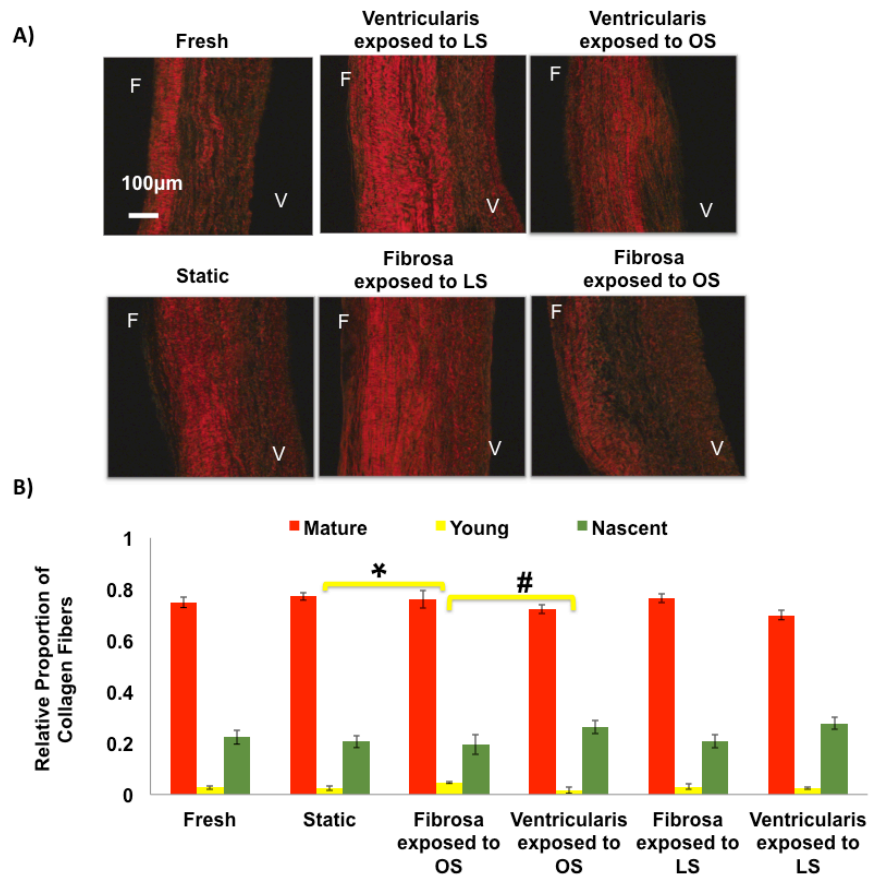 A)
Fresh
Ventricularis
exposed to LS
Ventricularis
exposed to OS
F
100µm
V
V
V
Static
Fibrosa
exposed to LS
Fibrosa
exposed to OS
F
V
F
V
F
V
B)
Mature
Young
Nascent
Relative Proportion of
Collagen Fibers
1
0.8
0.6
0.4
0.2
0
*
#
Fresh
Static
Fibrosa
exposed to
OS
Ventricularis
exposed to
OS
Fibrosa
exposed to
LS
Ventricularis
exposed to
LS